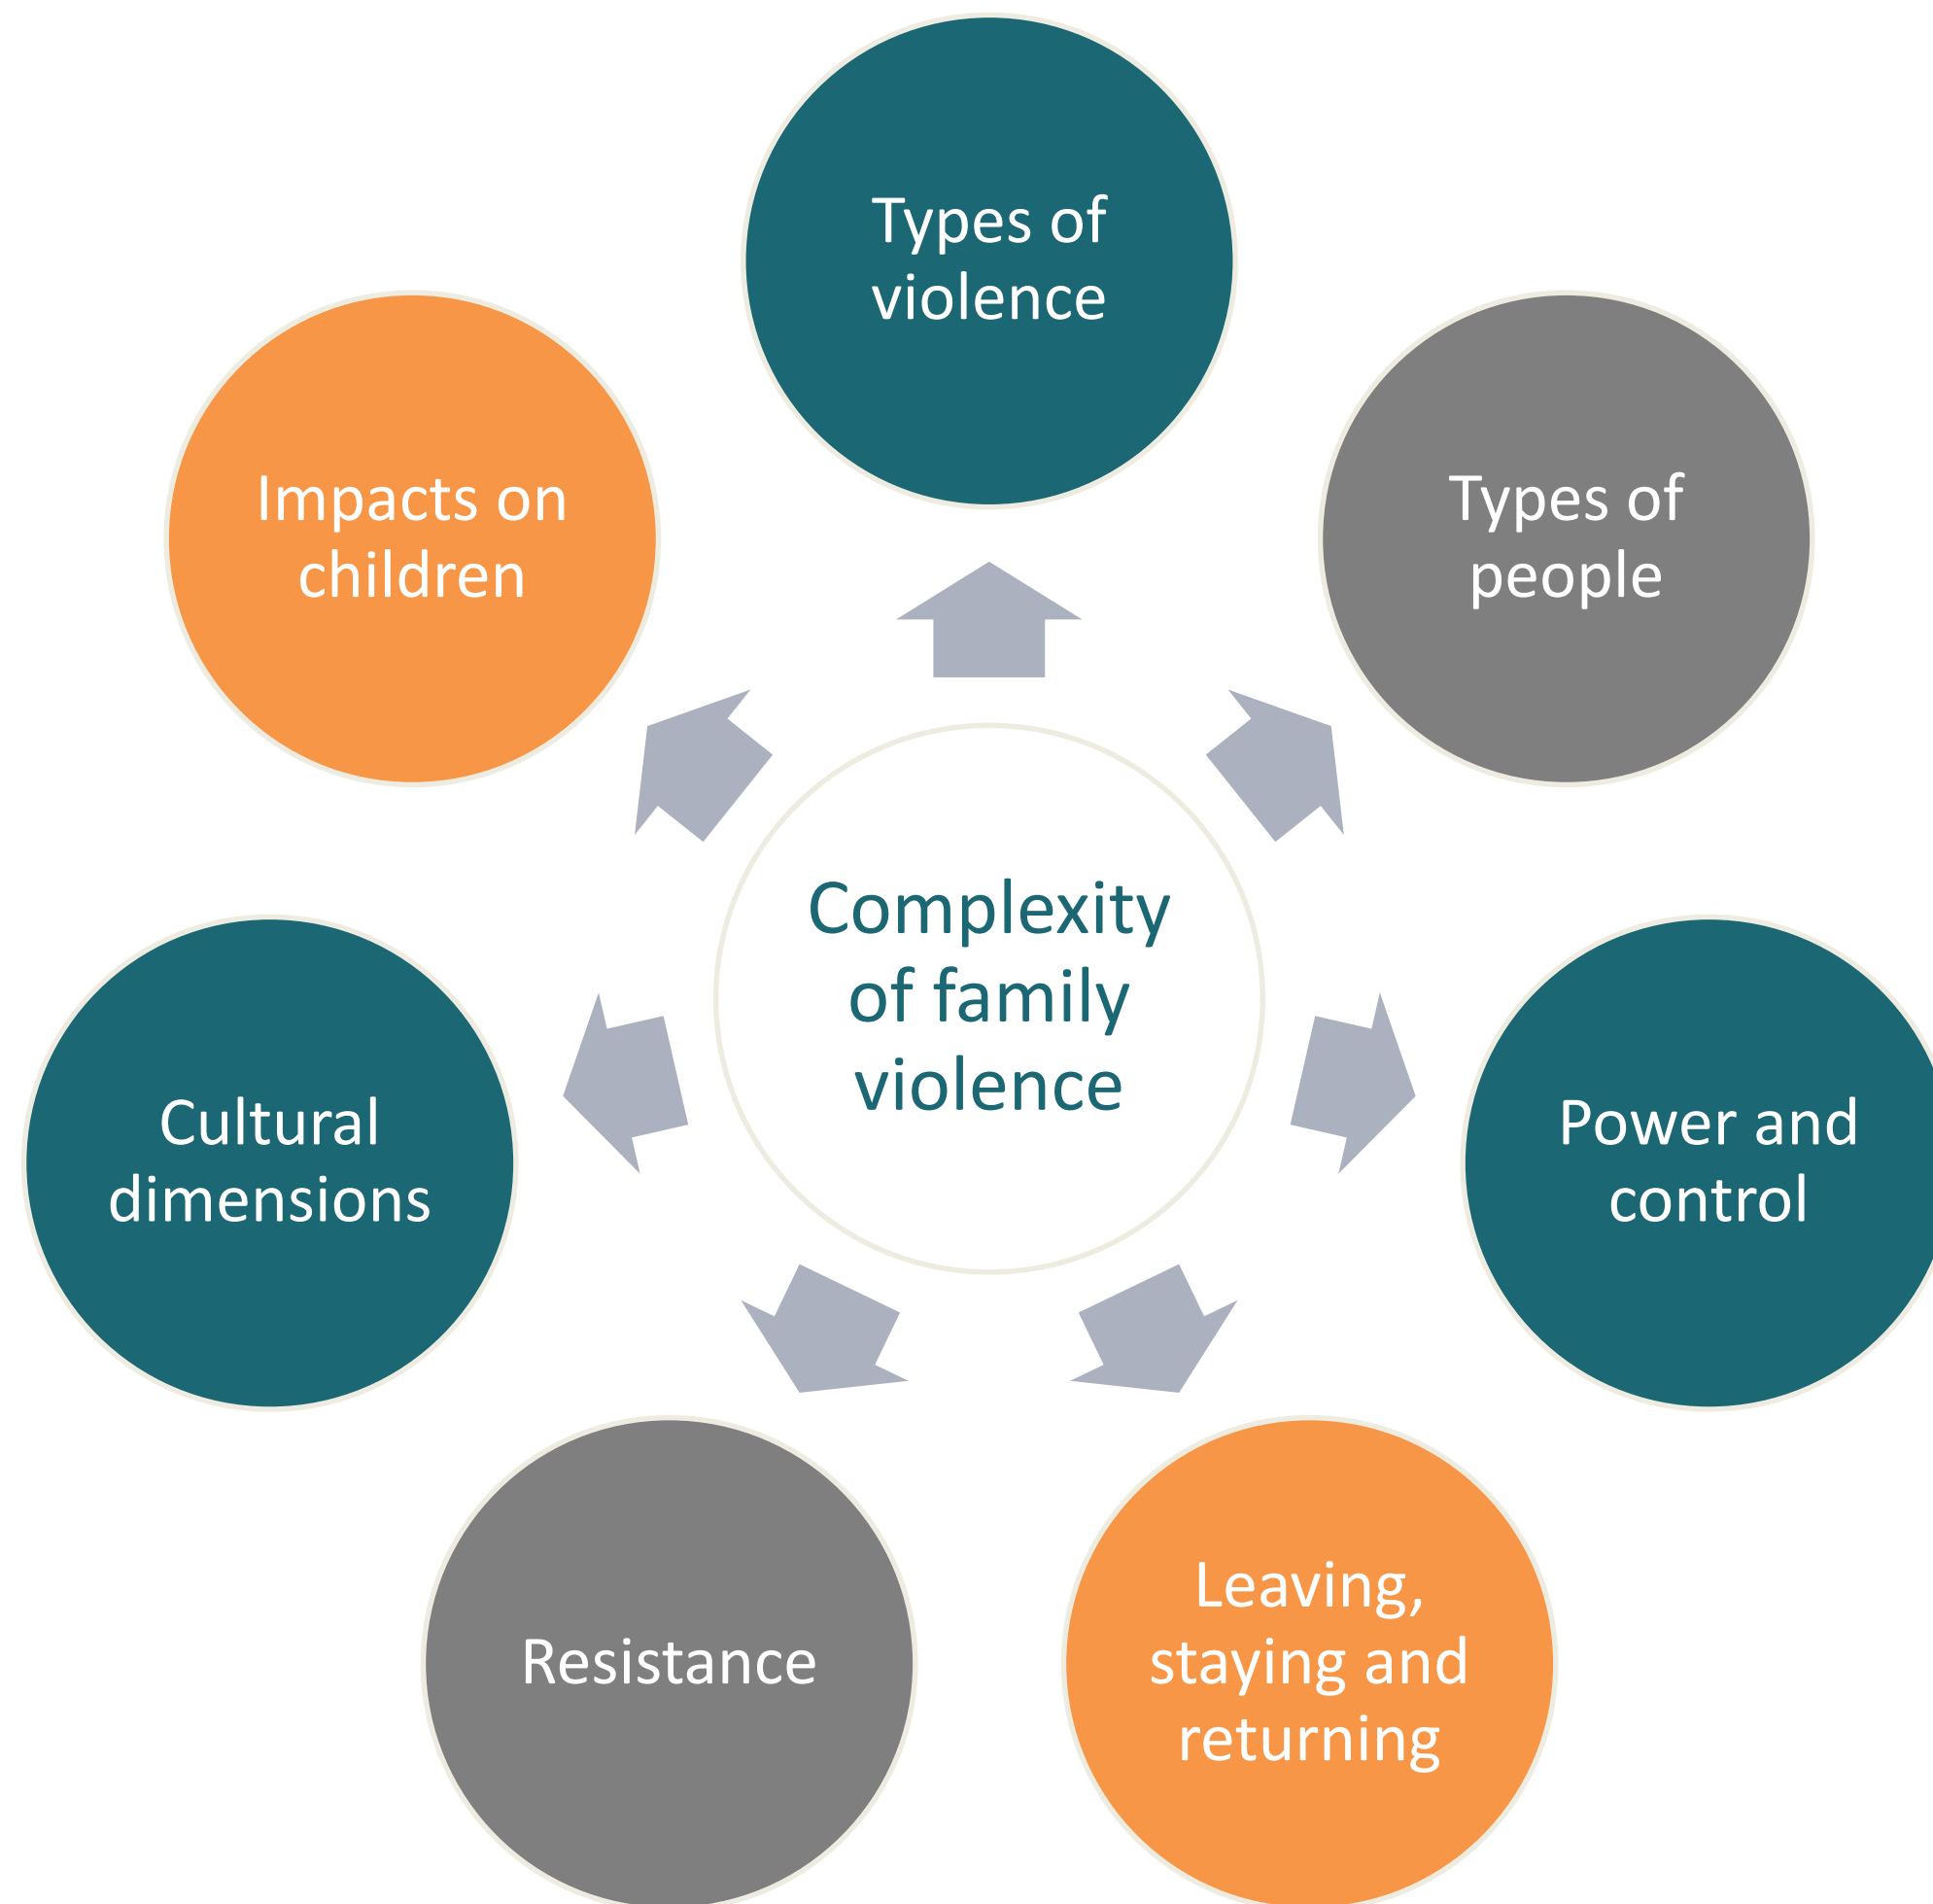 Types of
violence
Types of
people
Power and
control
Leaving,
staying and
returning
Resistance
Cultural
dimensions
Impacts on
children
Complexity
of family
violence